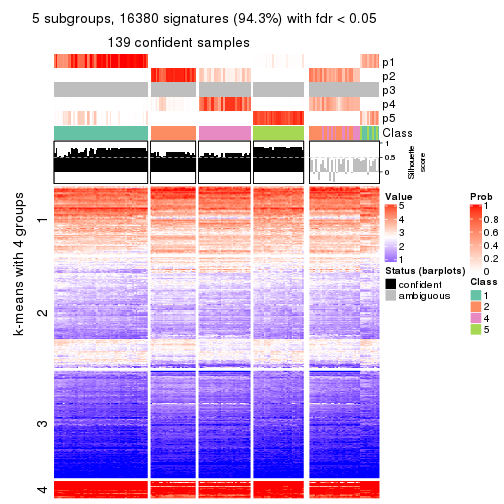 5 subgroups, 16380 signatures (94.3%) with fdr < 0.05
139 confident samples
p1
p2
p3
p4
p5
Class
1
0.5
0
Silhouette
score
k-means with 4 groups
1
2
3
4
Value
5
4
3
2
1
Status (barplots)
confident
ambiguous
Prob
1
0.8
0.6
0.4
0.2
0
Class
1
2
4
5